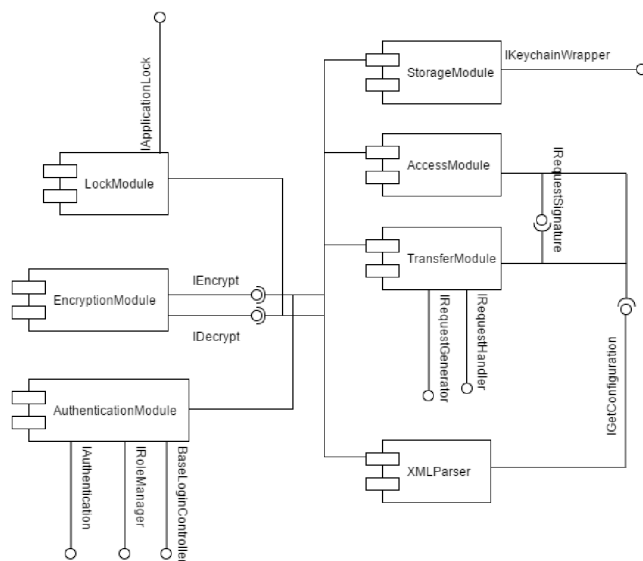 IApplicationLock
StorageModule
IKeychainWrapper
LockModule
AccessModule
IRequestSignature
TransferModule
EncryptionModule
IEncrypt
IDecrypt
IRequestGenerator
IRequestHandler
IGetConfiguration
AuthenticationModule
IAuthentication
IRoleManager
BaseLoginController
XMLParser